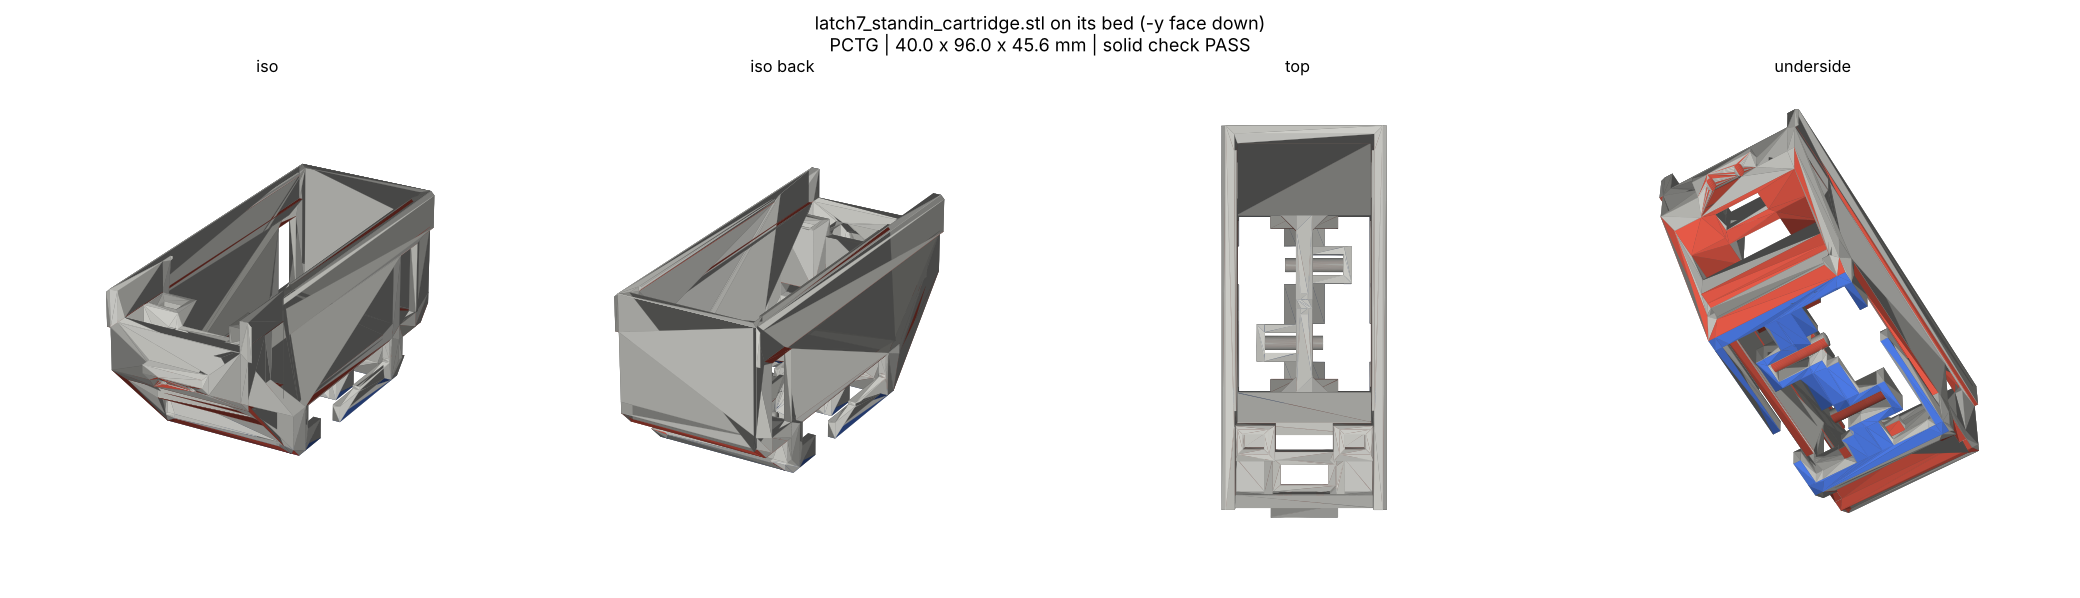 latch7_standin_cartridge.stl on its bed (-y face down)
PCTG | 40.0 x 96.0 x 45.6 mm | solid check PASS
iso
iso back
top
underside